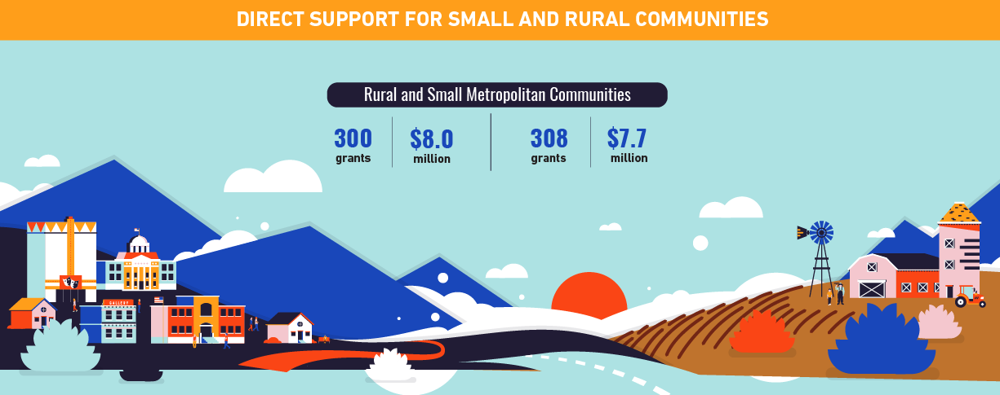 DIRECT SUPPORT FOR SMALL AND RURAL COMMUNITIES
Rural and Small Metropolitan Communities
300 $8.0 308 $7.7
grants million grants million
GALLERY